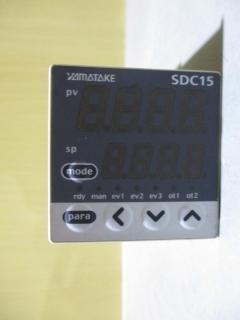 YAMATAKE SDC15
pv
sp
mode
rdy man ev1 ev2 ev3 ot1 ot2
para